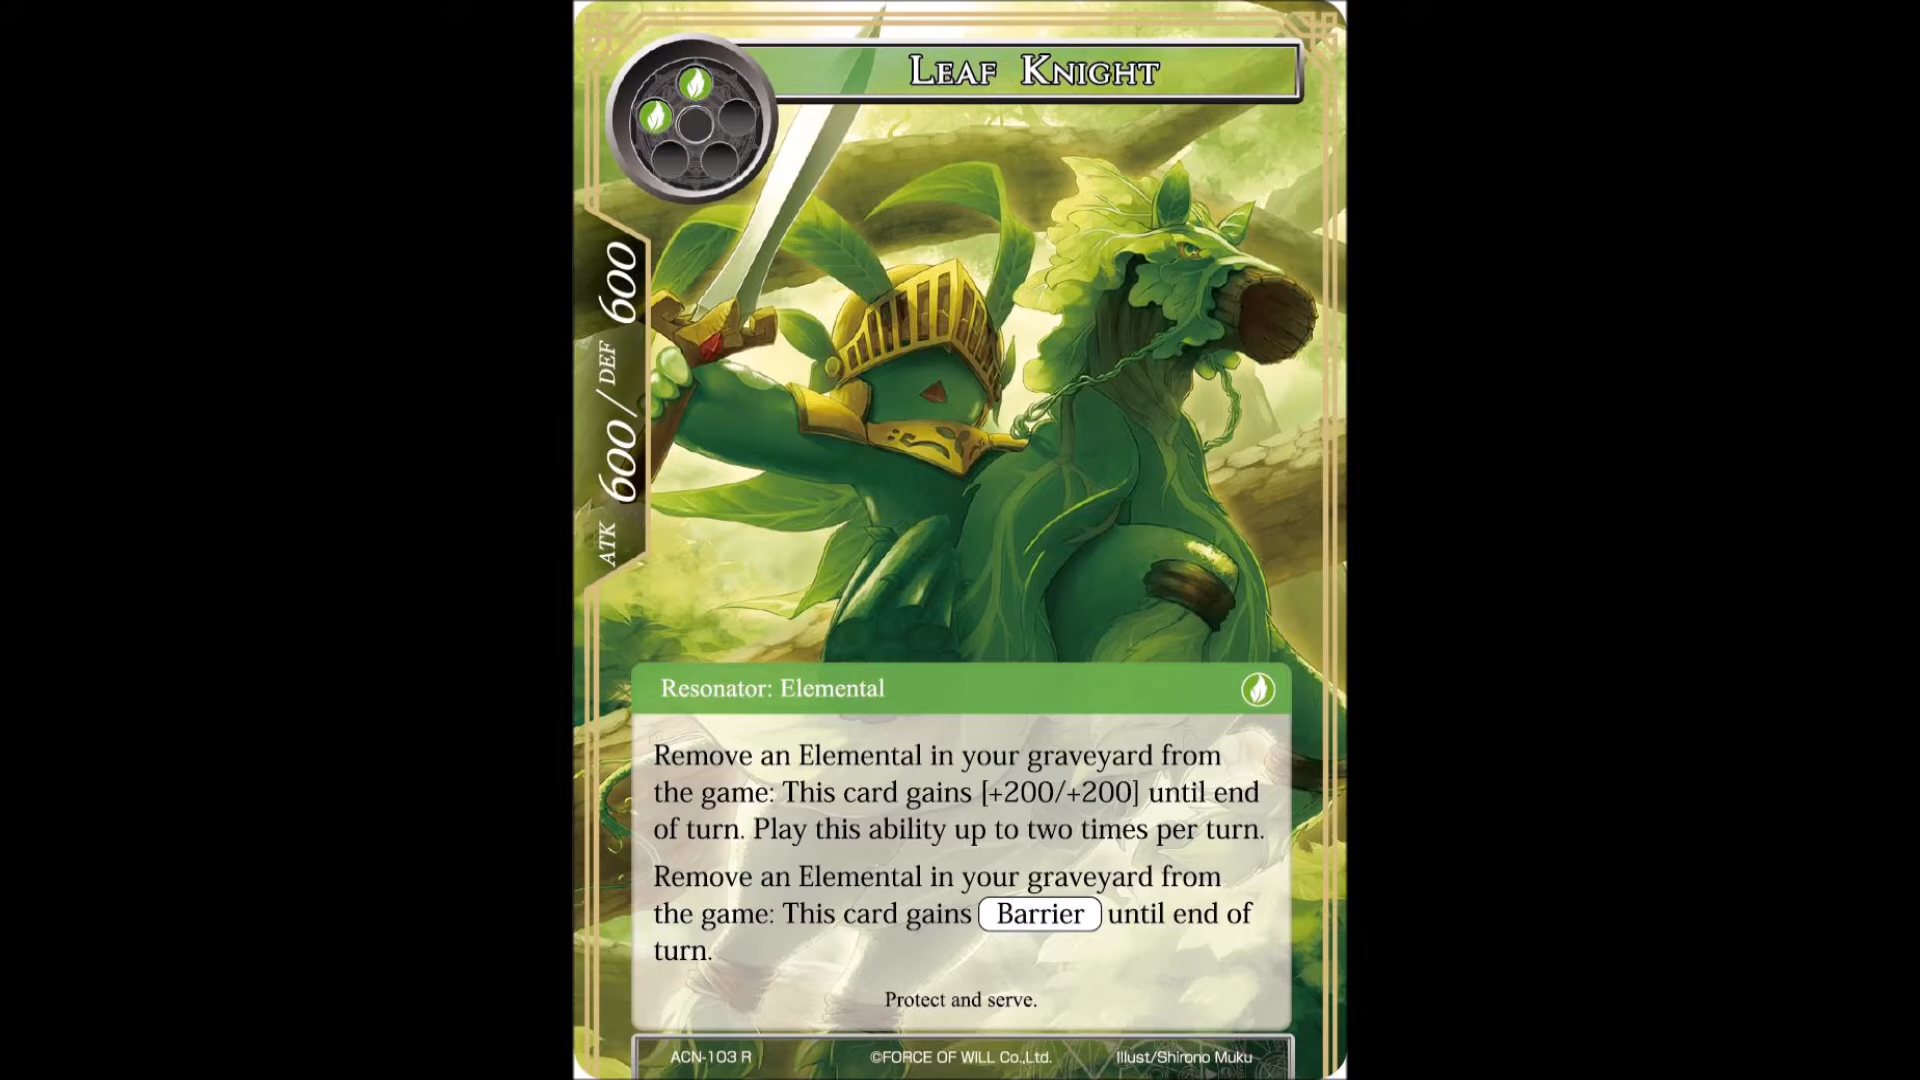 Leaf Knight
ATK 600 / DEF 600
Resonator: Elemental
Remove an Elemental in your graveyard from
the game: This card gains [+200/+200] until end
of turn. Play this ability up to two times per turn.
Remove an Elemental in your graveyard from
the game: This card gains Barrier until end of
turn.
Protect and serve.
ACN-103 R ©FORCE OF WILL Co.,Ltd. Illust/Shirono Muku